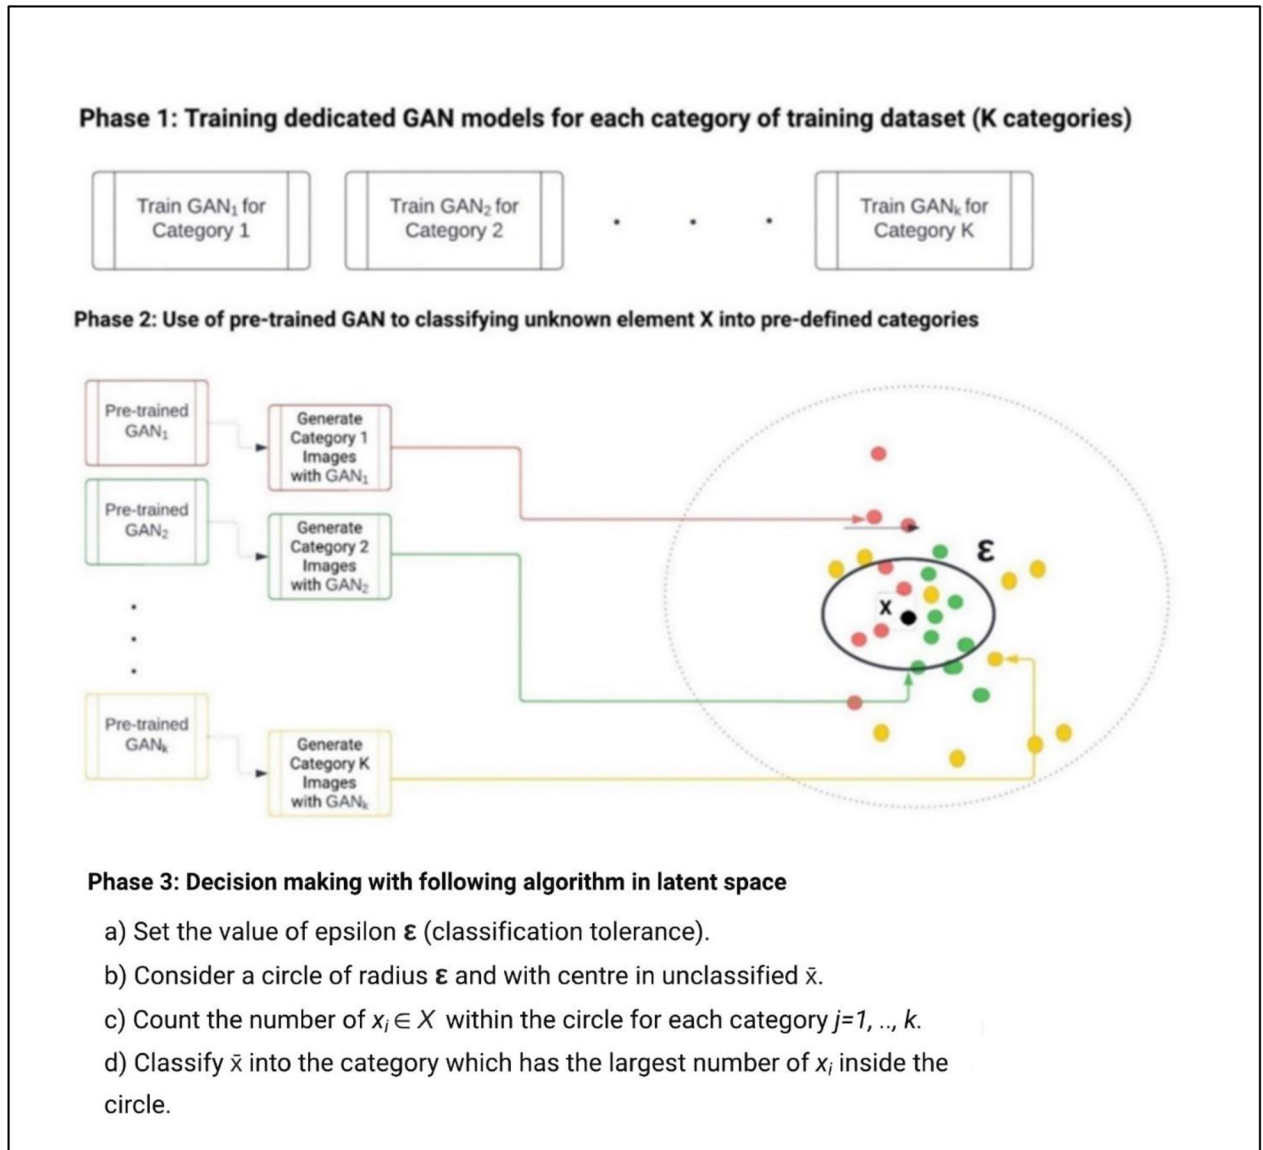 Phase 1: Training dedicated GAN models for each category of training dataset (K categories)
Train GAN₁ for
Category 1
Train GAN₂ for
Category 2
. . .
Train GANₖ for
Category K
Phase 2: Use of pre-trained GAN to classifying unknown element X into pre-defined categories
Pre-trained
GAN₁
Generate
Category 1
Images
with GAN₁
Pre-trained
GAN₂
Generate
Category 2
Images
with GAN₂
Pre-trained
GANₖ
Generate
Category K
Images
with GANₖ
ε
X
Phase 3: Decision making with following algorithm in latent space
a) Set the value of epsilon ε (classification tolerance).
b) Consider a circle of radius ε and with centre in unclassified x̄.
c) Count the number of xᵢ ∈ X within the circle for each category j=1, .., k.
d) Classify x̄ into the category which has the largest number of xᵢ inside the
circle.